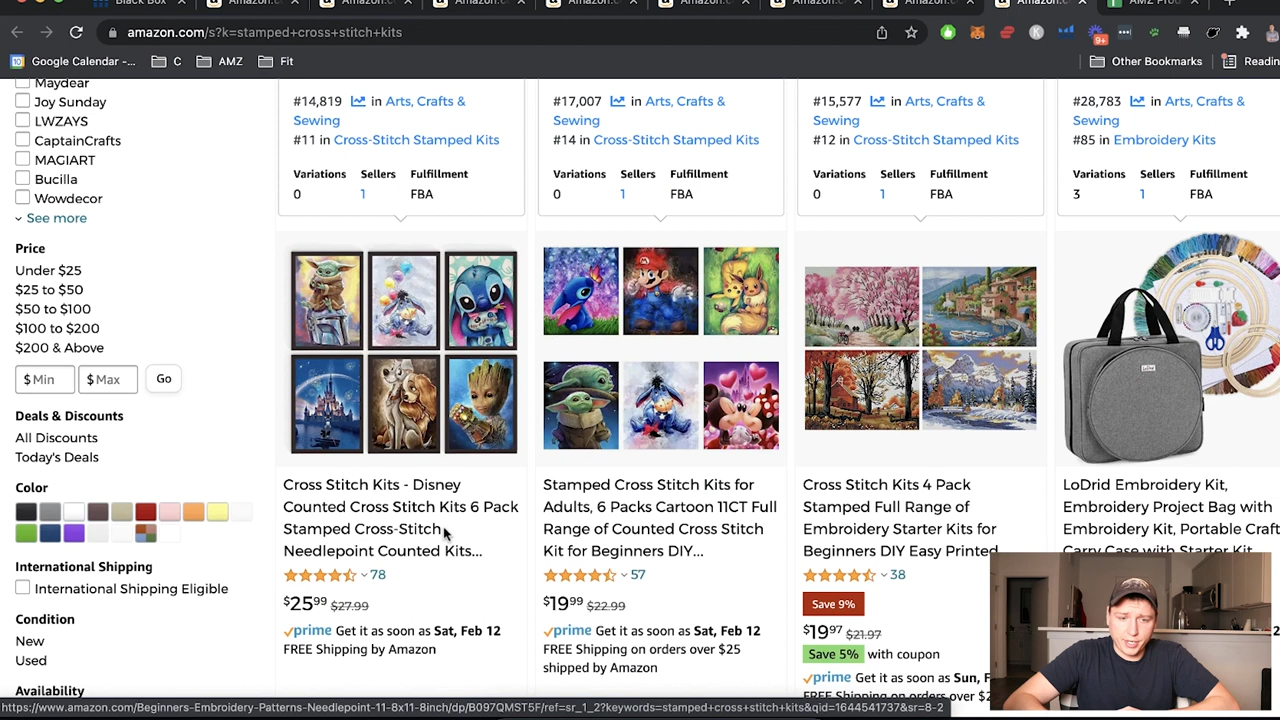 Black Box
Amazon.c
Amazon.c
Amazon.c
Amazon.c
Amazon.c
Amazon.c
Amazon.c
Amazon.c
AMZ Prod
amazon.com/s?k=stamped+cross+stitch+kits
9+
Google Calendar -...
C
AMZ
Fit
Other Bookmarks
Readin
Maydear
Joy Sunday
LWZAYS
CaptainCrafts
MAGIART
Bucilla
Wowdecor
See more
Price
Under $25
$25 to $50
$50 to $100
$100 to $200
$200 & Above
$ Min
$ Max
Go
Deals & Discounts
All Discounts
Today's Deals
Color
International Shipping
International Shipping Eligible
Condition
New
Used
Availability
#14,819 in Arts, Crafts &
Sewing
#11 in Cross-Stitch Stamped Kits
Variations Sellers Fulfillment
0 1 FBA
Cross Stitch Kits - Disney
Counted Cross Stitch Kits 6 Pack
Stamped Cross-Stitch
Needlepoint Counted Kits...
78
$25 99 $27.99
prime Get it as soon as Sat, Feb 12
FREE Shipping by Amazon
#17,007 in Arts, Crafts &
Sewing
#14 in Cross-Stitch Stamped Kits
Variations Sellers Fulfillment
0 1 FBA
Stamped Cross Stitch Kits for
Adults, 6 Packs Cartoon 11CT Full
Range of Counted Cross Stitch
Kit for Beginners DIY...
57
$19 99 $22.99
prime Get it as soon as Sat, Feb 12
FREE Shipping on orders over $25
shipped by Amazon
#15,577 in Arts, Crafts &
Sewing
#12 in Cross-Stitch Stamped Kits
Variations Sellers Fulfillment
0 1 FBA
Cross Stitch Kits 4 Pack
Stamped Full Range of
Embroidery Starter Kits for
Beginners DIY Easy Printed
38
Save 9%
$19 97 $21.97
Save 5% with coupon
prime Get it as soon as Sun, F
FREE Shipping on orders over $2
#28,783 in Arts, Crafts &
Sewing
#85 in Embroidery Kits
Variations Sellers Fulfillment
3 1 FBA
LoDrid
LoDrid Embroidery Kit,
Embroidery Project Bag with
Embroidery Kit, Portable Craft
Carry Case with Starter Kit
https://www.amazon.com/Beginners-Embroidery-Patterns-Needlepoint-11-8x11-8inch/dp/B097QMST5F/ref=sr_1_2?keywords=stamped+cross+stitch+kits&qid=1644541737&sr=8-2